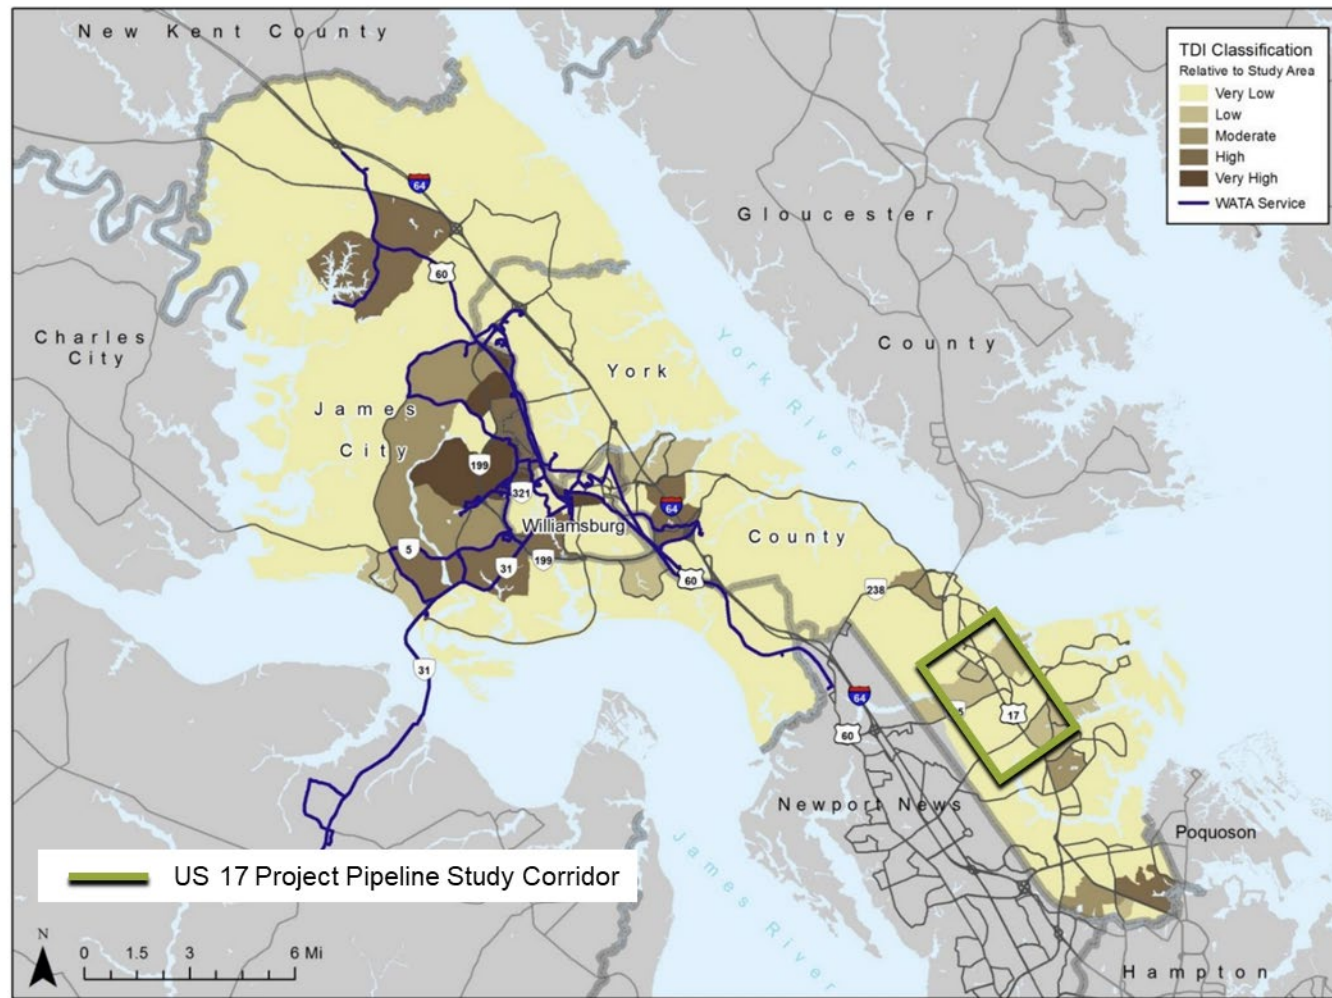 New Kent County
TDI Classification
Relative to Study Area
Very Low
Low
Moderate
High
Very High
WATA Service
64
Gloucester
60
Charles
City
County
York River
York
James
City
199
321
64
Williamsburg
County
5
31
199
60
238
31
64
17
60
5
Newport News
Poquoson
James River
US 17 Project Pipeline Study Corridor
N
0 1.5 3 6 Mi
Hampton